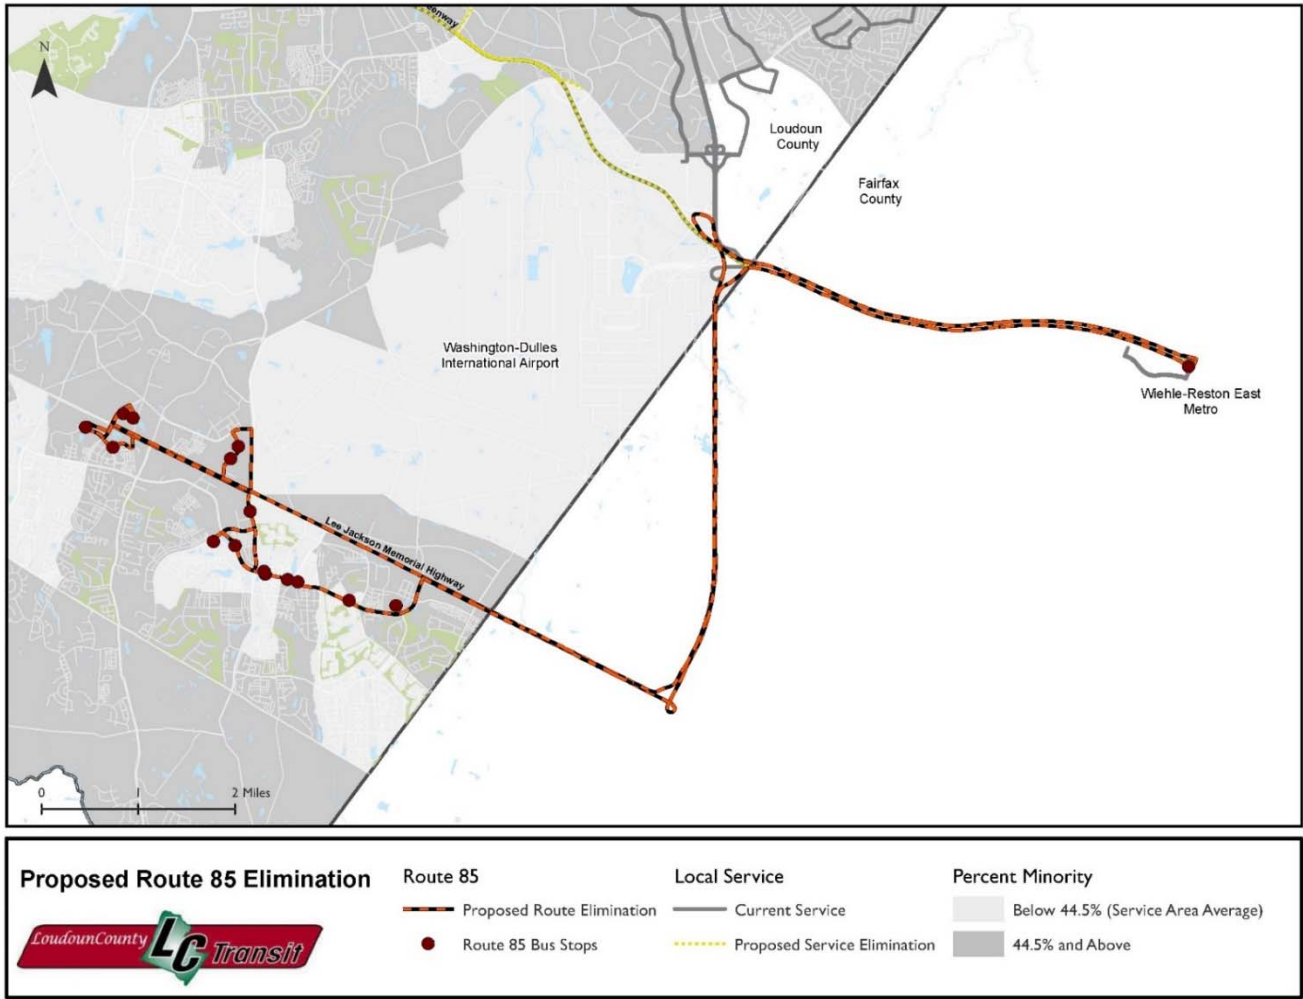 N
Loudoun
County
Fairfax
County
Washington-Dulles
International Airport
Wiehle-Reston East
Metro
Lee Jackson Memorial Highway
0 1 2 Miles
Proposed Route 85 Elimination
LoudounCounty LC Transit
Route 85
Proposed Route Elimination
Route 85 Bus Stops
Local Service
Current Service
Proposed Service Elimination
Percent Minority
Below 44.5% (Service Area Average)
44.5% and Above